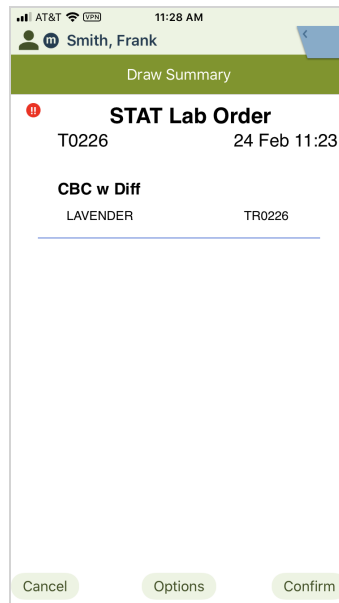 AT&T VPN 11:28 AM
m Smith, Frank
Draw Summary
!! STAT Lab Order
T0226 24 Feb 11:23
CBC w Diff
LAVENDER TR0226
Cancel Options Confirm